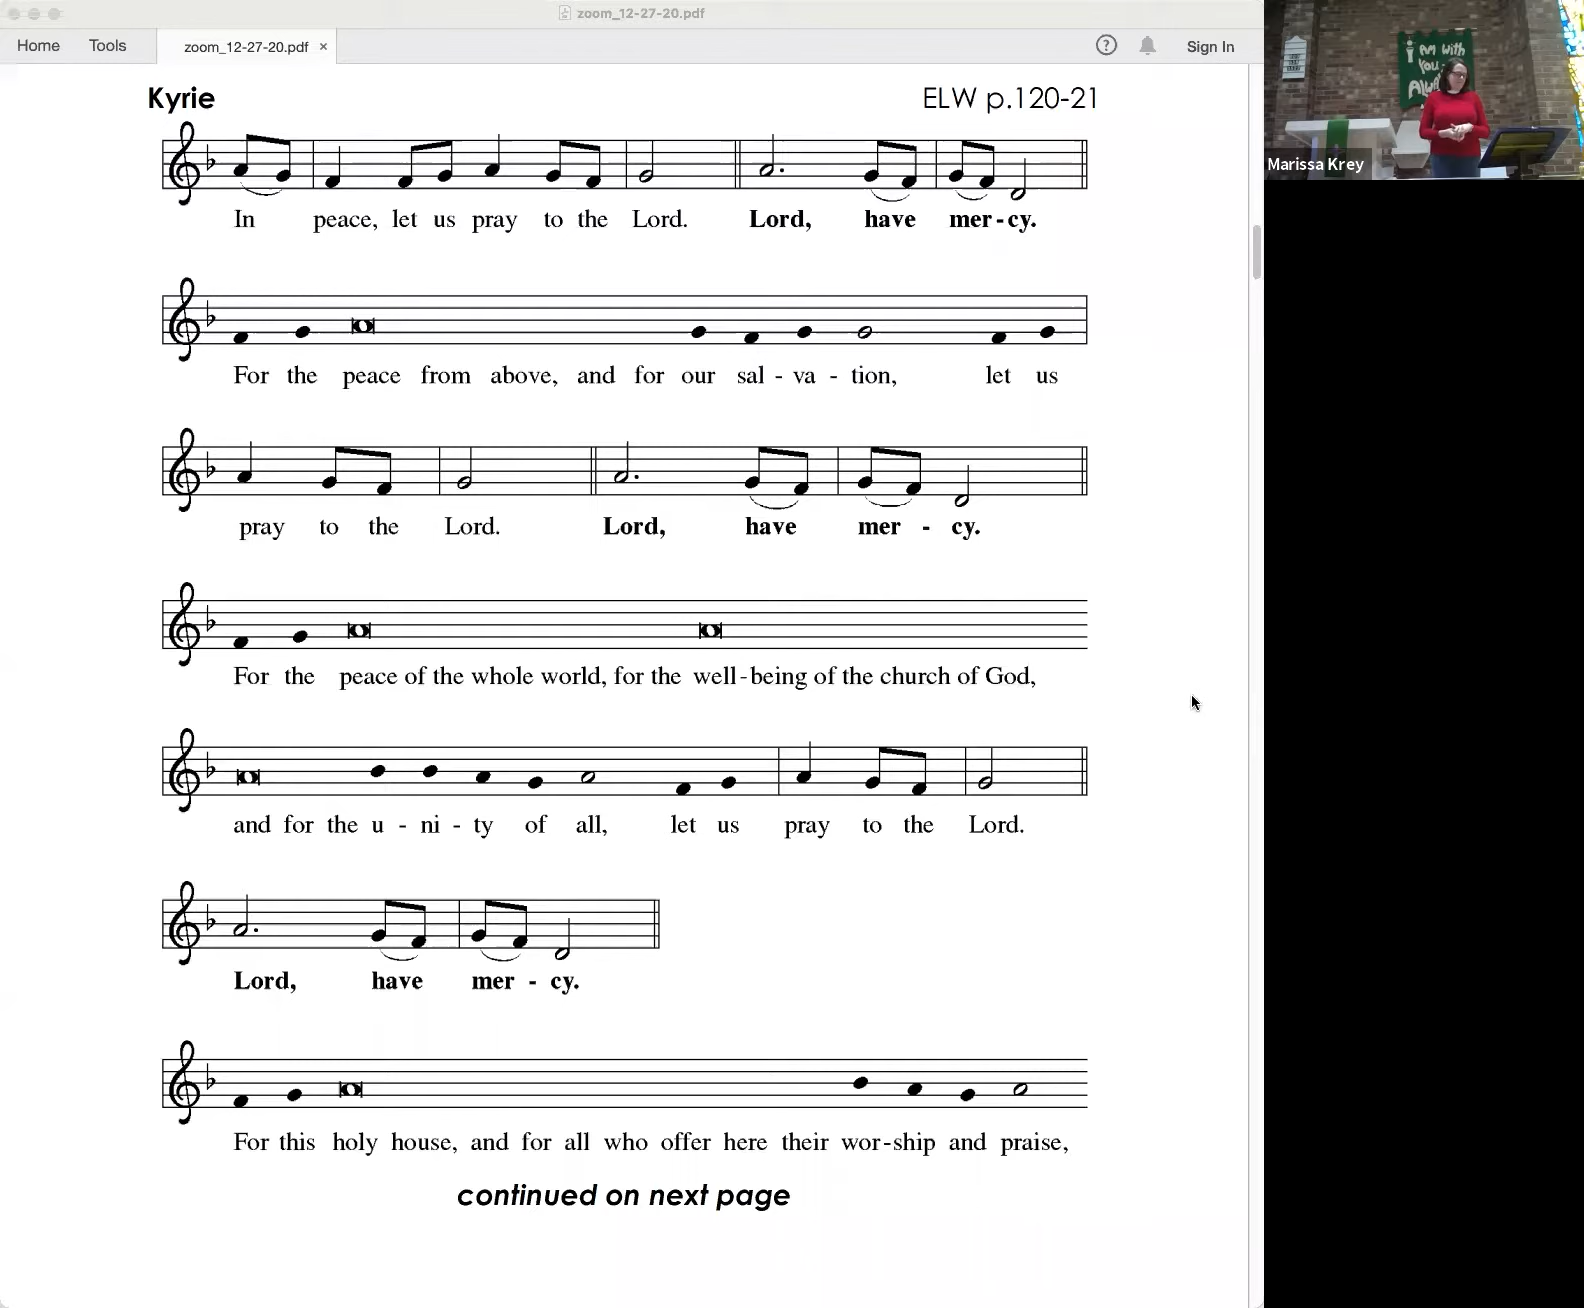 zoom_12-27-20.pdf
Home Tools zoom_12-27-20.pdf × ? Sign In
Kyrie ELW p.120-21
In peace, let us pray to the Lord. Lord, have mer-cy.
For the peace from above, and for our sal - va - tion, let us
pray to the Lord. Lord, have mer - cy.
For the peace of the whole world, for the well-being of the church of God,
and for the u - ni - ty of all, let us pray to the Lord.
Lord, have mer - cy.
For this holy house, and for all who offer here their wor-ship and praise,
continued on next page
I AM with
You
Always
Marissa Krey